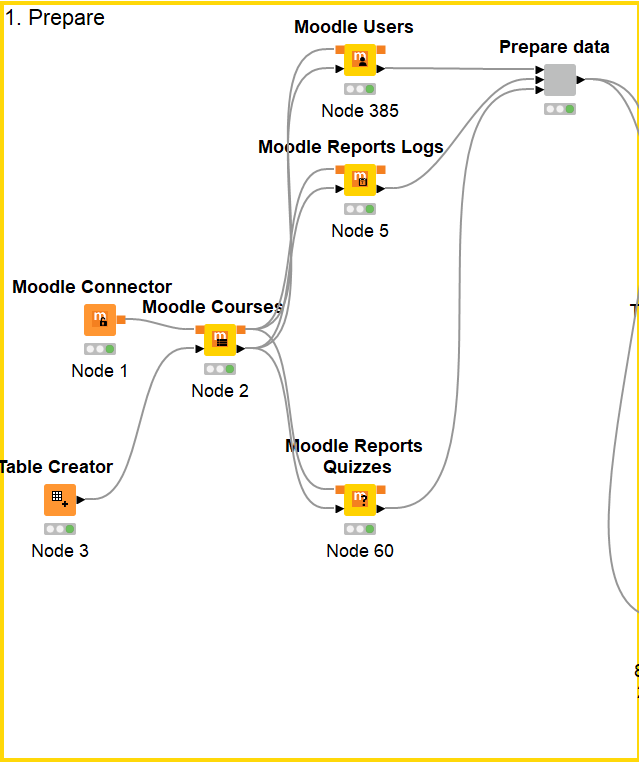 1. Prepare
Moodle Users
Prepare data
Node 385
Moodle Reports Logs
Node 5
Moodle Connector
Moodle Courses
Node 1
Node 2
Moodle Reports
Quizzes
Table Creator
Node 3
Node 60